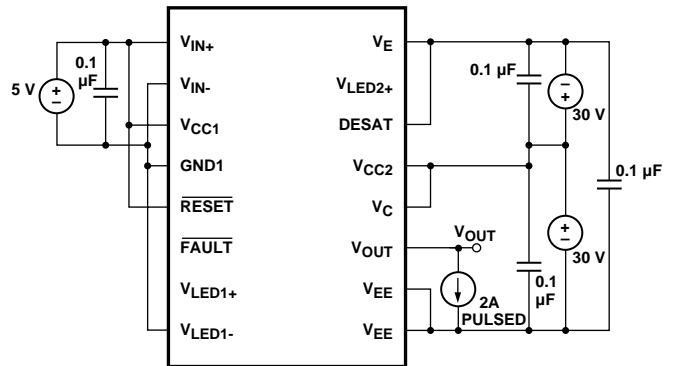 5 V
+
−
0.1
µF
VIN+
VIN-
VCC1
GND1
RESET
FAULT
VLED1+
VLED1-
VE
VLED2+
DESAT
VCC2
VC
VOUT
VEE
VEE
0.1 µF
−
+
30 V
0.1 µF
+
−
30 V
VOUT
2A
PULSED
0.1
µF